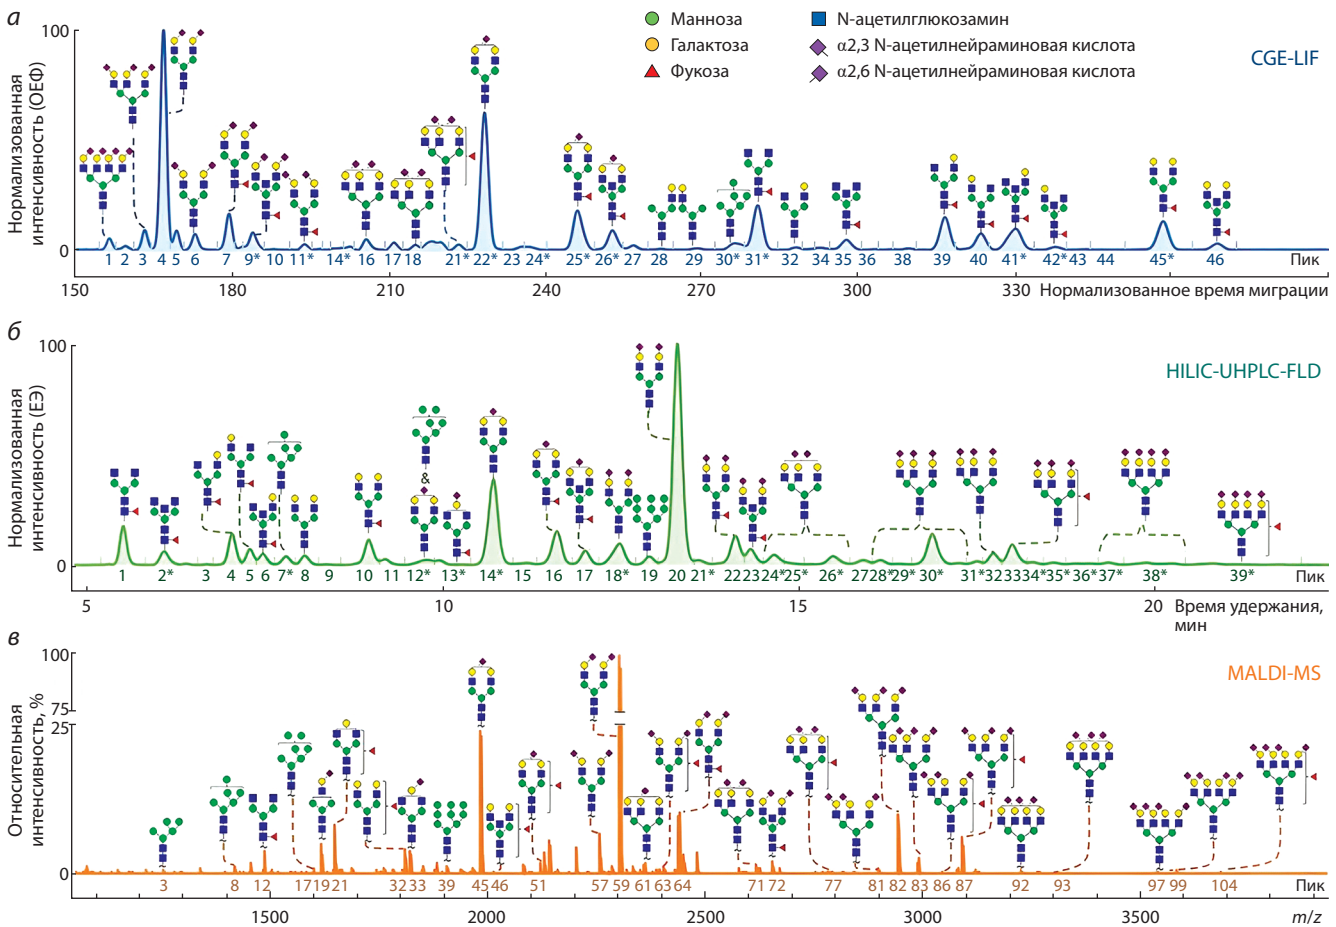 а
Нормализованная
интенсивность (ОЕФ)
100
50
0
Манноза
Галактоза
Фукоза
N-ацетилглюкозамин
α2,3 N-ацетилнейраминовая кислота
α2,6 N-ацетилнейраминовая кислота
CGE-LIF
1 2 3 4 5 6 7 9* 10 11* 14* 16 17 18 21* 22* 23 24* 25* 26* 27 28 29 30* 31* 32 34 35 36 38 39 40 41* 42* 43 44 45* 46 Пик
150 180 210 240 270 300 330 Нормализованное время миграции
б
Нормализованная
интенсивность (ЕЭ)
100
50
0
HILIC-UHPLC-FLD
&
1 2* 3 4 5 6 7* 8 9 10 11 12* 13* 14* 15 16 17 18* 19 20 21* 22 23 24* 25* 26* 27 28* 29* 30* 31* 32 33 34* 35* 36* 37* 38* 39* Пик
5 10 15 20 Время удержания,
мин
в
Относительная
интенсивность, %
100
75
25
0
MALDI-MS
3 8 12 17 19 21 32 33 39 45 46 51 57 59 61 63 64 71 72 77 81 82 83 86 87 92 93 97 99 104 Пик
1500 2000 2500 3000 3500 m/z